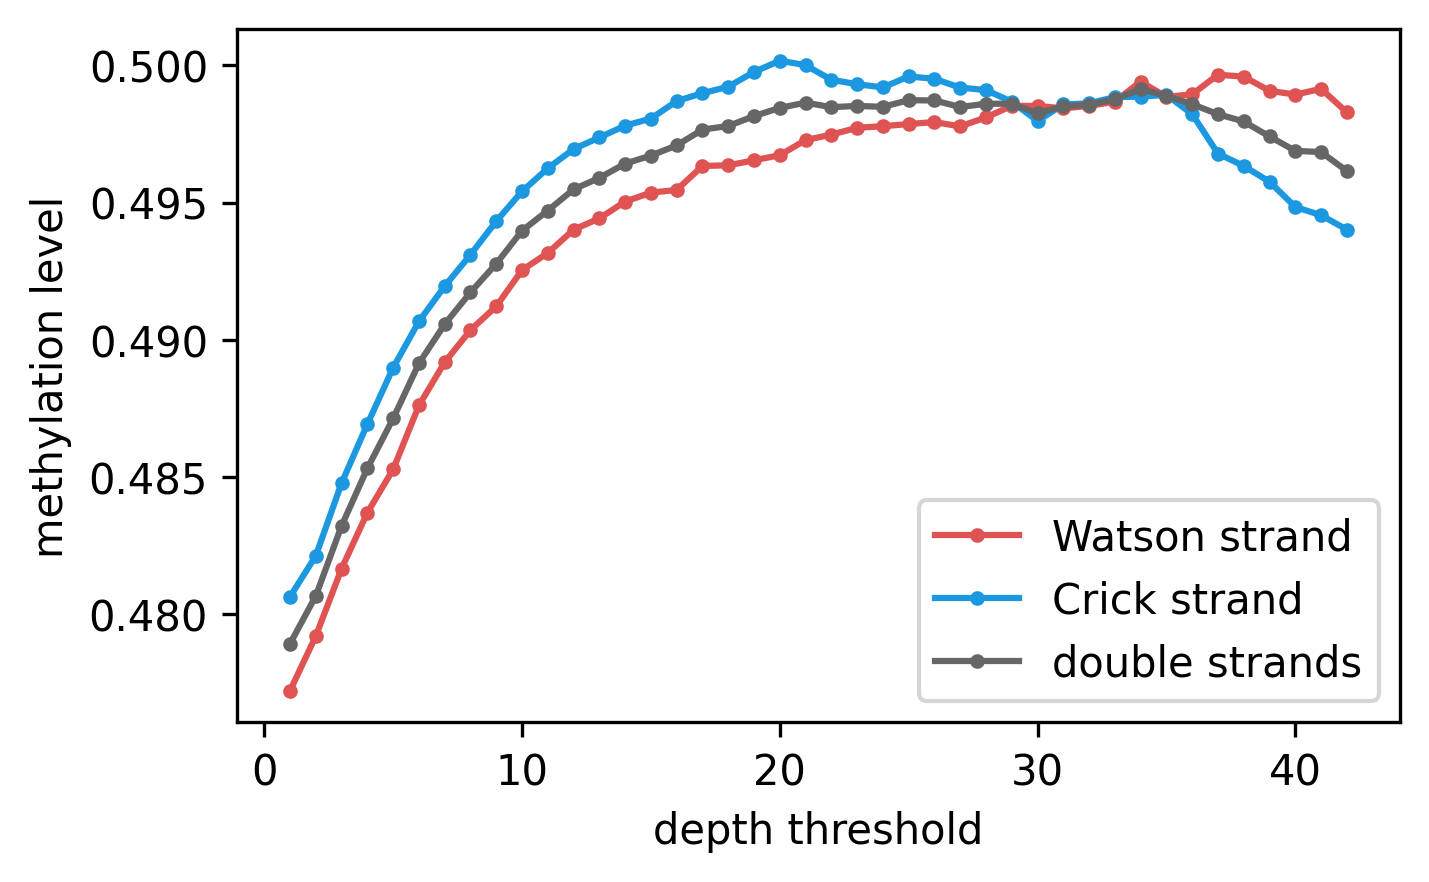 0.500
0.495
0.490
0.485
0.480
methylation level
Watson strand
Crick strand
double strands
0 10 20 30 40
depth threshold